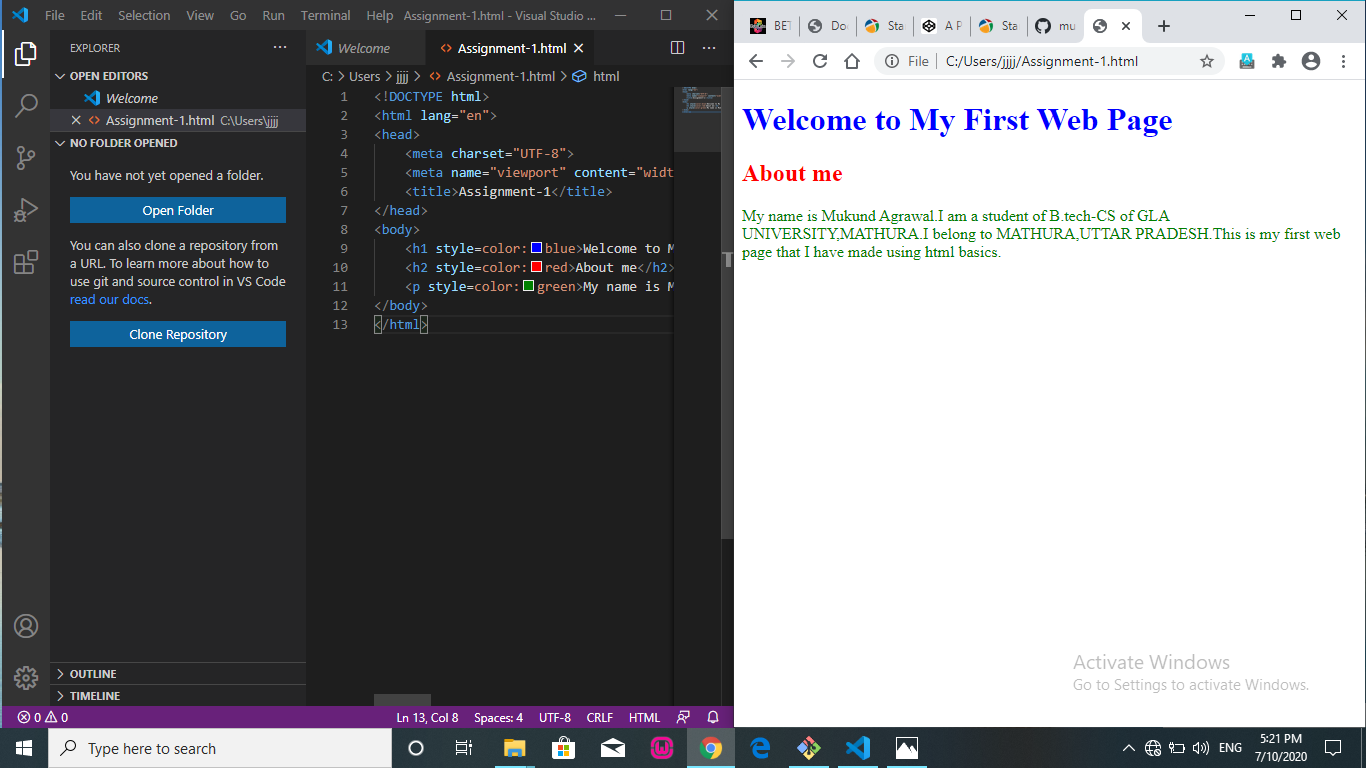 File Edit Selection View Go Run Terminal Help Assignment-1.html - Visual Studio ...
EXPLORER
OPEN EDITORS
Welcome
Assignment-1.html C:\Users\jjjj
NO FOLDER OPENED
You have not yet opened a folder.
Open Folder
You can also clone a repository from
a URL. To learn more about how to
use git and source control in VS Code
read our docs.
Clone Repository
OUTLINE
TIMELINE
Welcome Assignment-1.html
C: > Users > jjjj > Assignment-1.html > html
1 <!DOCTYPE html>
2 <html lang="en">
3 <head>
4 <meta charset="UTF-8">
5 <meta name="viewport" content="widt
6 <title>Assignment-1</title>
7 </head>
8 <body>
9 <h1 style=color:blue>Welcome to M
10 <h2 style=color:red>About me</h2>
11 <p style=color:green>My name is M
12 </body>
13 </html>
0 0 Ln 13, Col 8 Spaces: 4 UTF-8 CRLF HTML
BET Doc Sta A P Sta mu
File C:/Users/jjjj/Assignment-1.html
Welcome to My First Web Page
About me
My name is Mukund Agrawal.I am a student of B.tech-CS of GLA
UNIVERSITY,MATHURA.I belong to MATHURA,UTTAR PRADESH.This is my first web
page that I have made using html basics.
Activate Windows
Go to Settings to activate Windows.
Type here to search
ENG
5:21 PM
7/10/2020